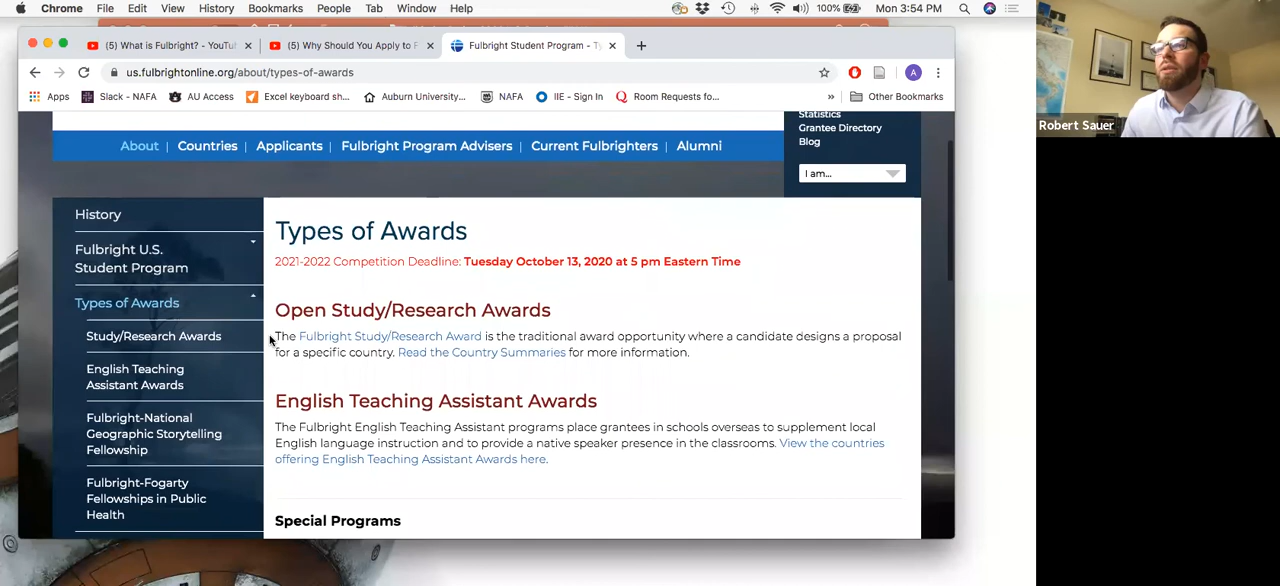 Chrome File Edit View History Bookmarks People Tab Window Help 100% Mon 3:54 PM
(5) What is Fulbright? - YouTu (5) Why Should You Apply to F Fulbright Student Program - Ty
us.fulbrightonline.org/about/types-of-awards A
Apps Slack - NAFA AU Access Excel keyboard sh... Auburn University... NAFA IIE - Sign In Room Requests fo... » Other Bookmarks
Robert Sauer
Statistics
Grantee Directory
Blog
I am...
About | Countries | Applicants | Fulbright Program Advisers | Current Fulbrighters | Alumni
History
Fulbright U.S.
Student Program
Types of Awards
Study/Research Awards
English Teaching
Assistant Awards
Fulbright-National
Geographic Storytelling
Fellowship
Fulbright-Fogarty
Fellowships in Public
Health
Types of Awards
2021-2022 Competition Deadline: Tuesday October 13, 2020 at 5 pm Eastern Time
Open Study/Research Awards
The Fulbright Study/Research Award is the traditional award opportunity where a candidate designs a proposal
for a specific country. Read the Country Summaries for more information.
English Teaching Assistant Awards
The Fulbright English Teaching Assistant programs place grantees in schools overseas to supplement local
English language instruction and to provide a native speaker presence in the classrooms. View the countries
offering English Teaching Assistant Awards here.
Special Programs